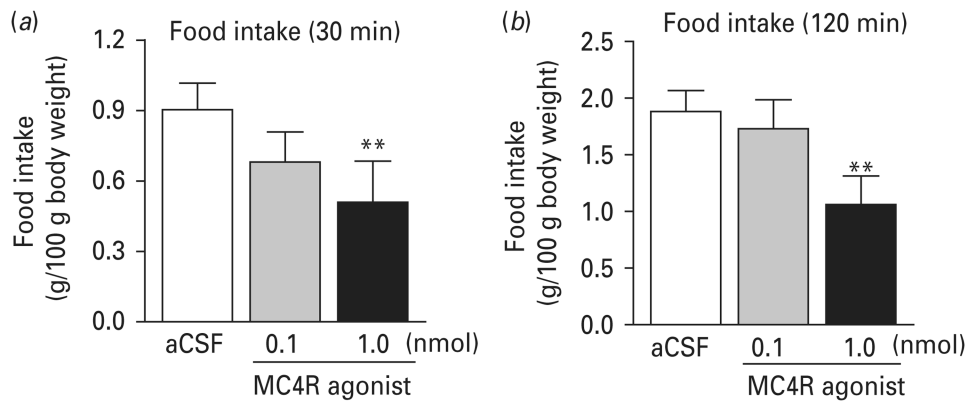 (a)
Food intake (30 min)
Food intake
(g/100 g body weight)
1.2
0.9
0.6
0.3
0.0
**
aCSF 0.1 1.0 (nmol)
MC4R agonist
(b)
Food intake (120 min)
Food intake
(g/100 g body weight)
2.5
2.0
1.5
1.0
0.5
0.0
**
aCSF 0.1 1.0 (nmol)
MC4R agonist